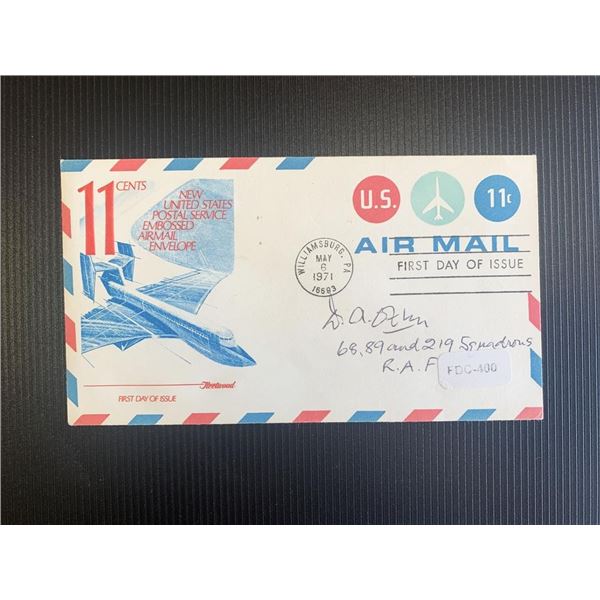 11 CENTS
NEW
UNITED STATES
POSTAL SERVICE
EMBOSSED
AIRMAIL
ENVELOPE
Fleetwood
FIRST DAY OF ISSUE
U.S.
11c
AIR MAIL
FIRST DAY OF ISSUE
WILLIAMSBURG, PA
MAY
6
1971
16693
D. A.
68, 89 and 219 Squadrons
R.A.F
FDC-400